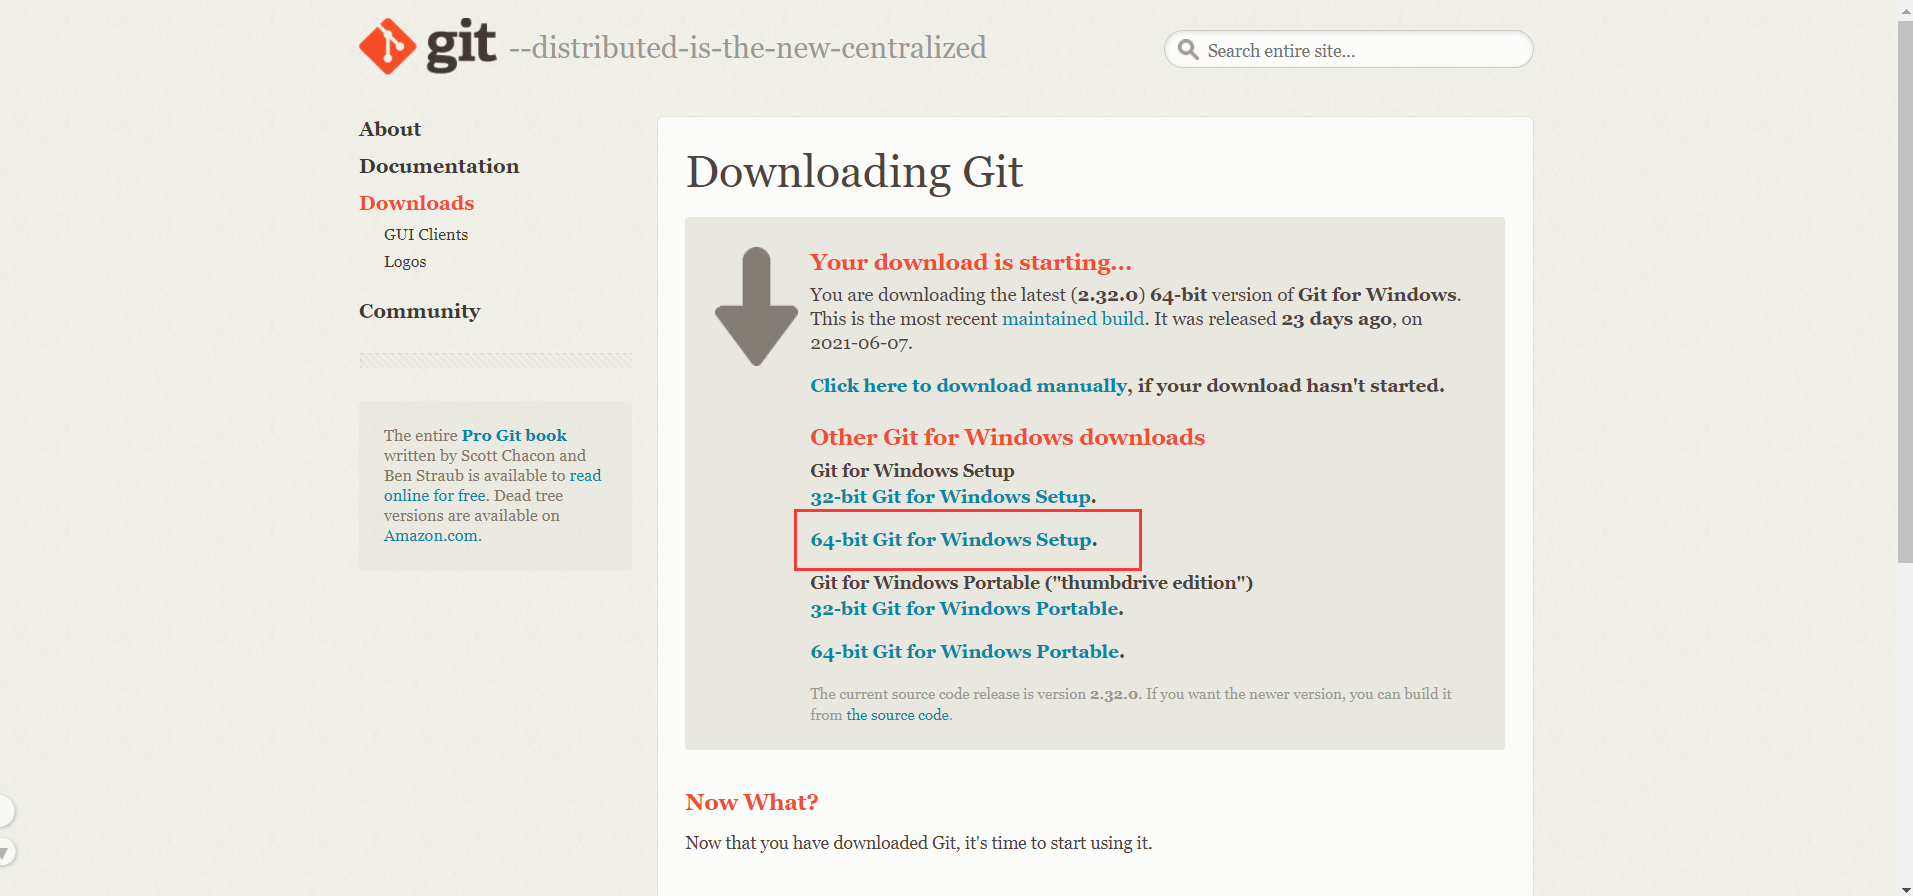 git --distributed-is-the-new-centralized
Search entire site...
About
Documentation
Downloads
GUI Clients
Logos
Community
The entire Pro Git book
written by Scott Chacon and
Ben Straub is available to read
online for free. Dead tree
versions are available on
Amazon.com.
Downloading Git
Your download is starting...
You are downloading the latest (2.32.0) 64-bit version of Git for Windows.
This is the most recent maintained build. It was released 23 days ago, on
2021-06-07.
Click here to download manually, if your download hasn't started.
Other Git for Windows downloads
Git for Windows Setup
32-bit Git for Windows Setup.
64-bit Git for Windows Setup.
Git for Windows Portable ("thumbdrive edition")
32-bit Git for Windows Portable.
64-bit Git for Windows Portable.
The current source code release is version 2.32.0. If you want the newer version, you can build it
from the source code.
Now What?
Now that you have downloaded Git, it's time to start using it.